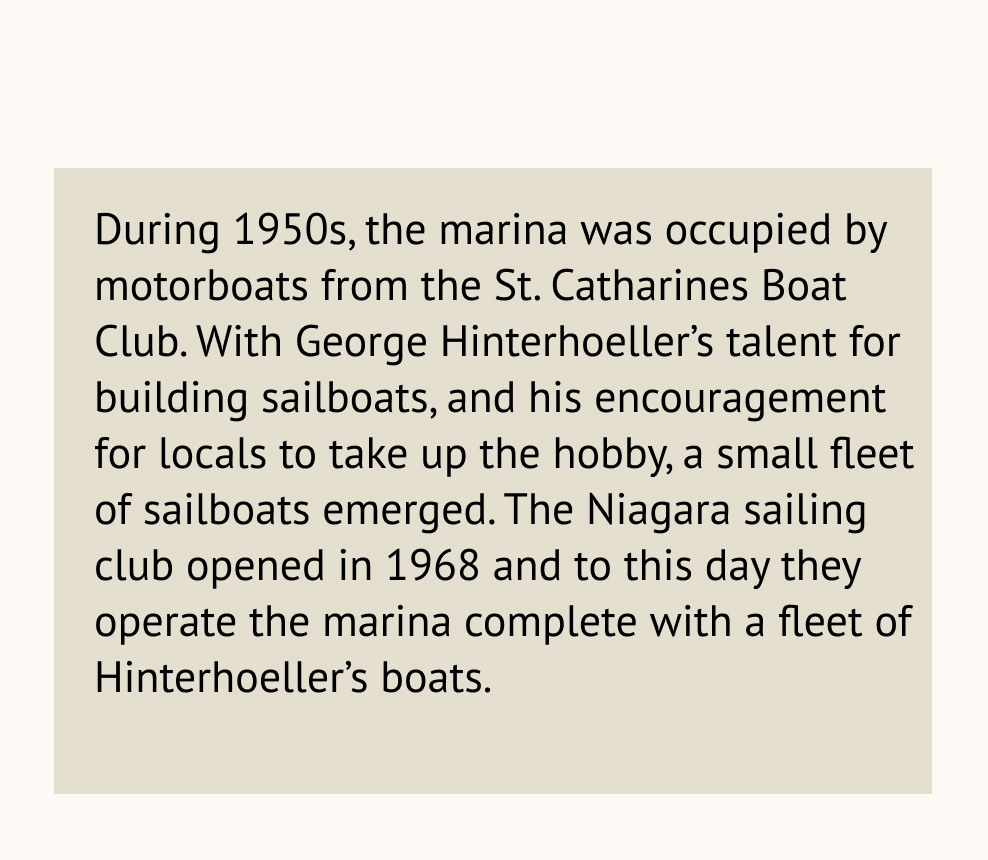 During 1950s, the marina was occupied by
motorboats from the St. Catharines Boat
Club. With George Hinterhoeller’s talent for
building sailboats, and his encouragement
for locals to take up the hobby, a small fleet
of sailboats emerged. The Niagara sailing
club opened in 1968 and to this day they
operate the marina complete with a fleet of
Hinterhoeller’s boats.